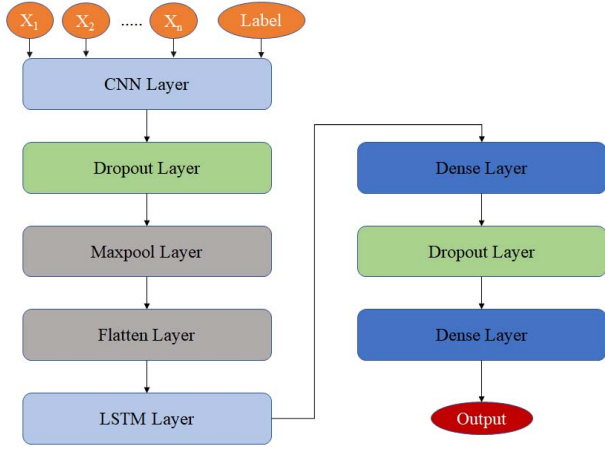 X1 X2 ..... Xn Label
CNN Layer
Dropout Layer
Maxpool Layer
Flatten Layer
LSTM Layer
Dense Layer
Dropout Layer
Dense Layer
Output